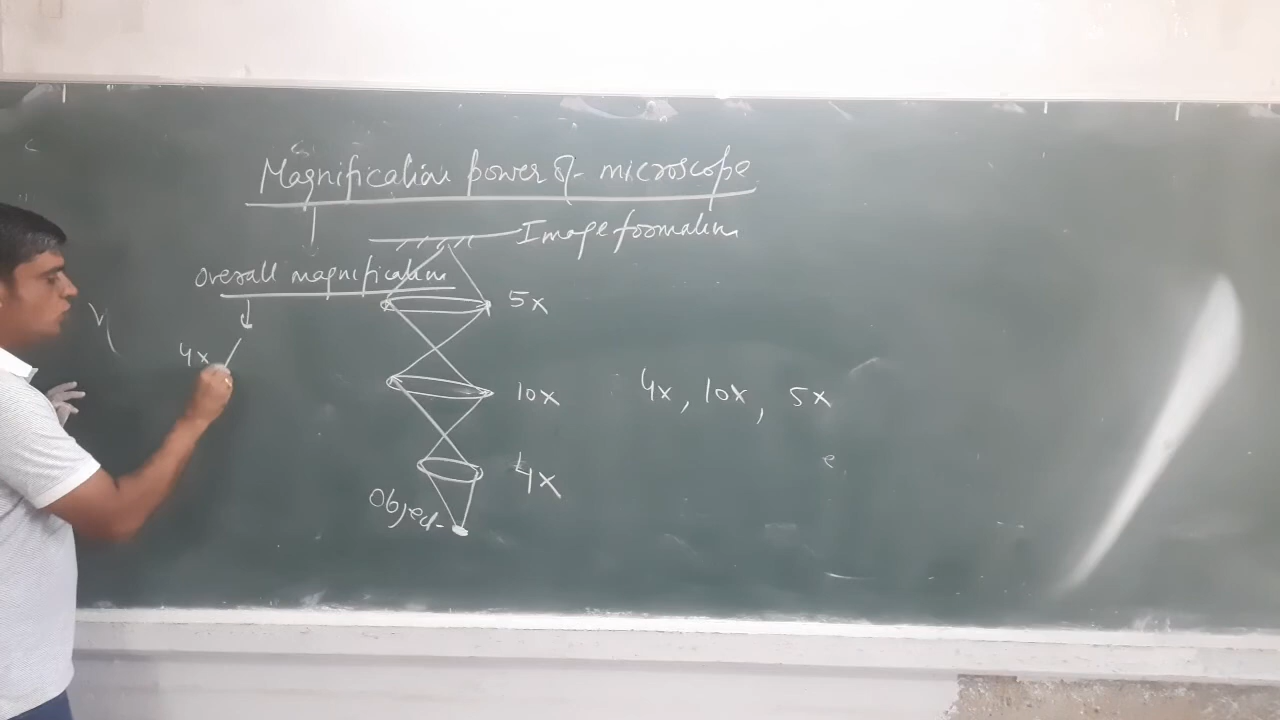 Magnification power of microscope
Image formation
Overall magnification
5x
4x
10x
4x, 10x, 5x
4x
Object